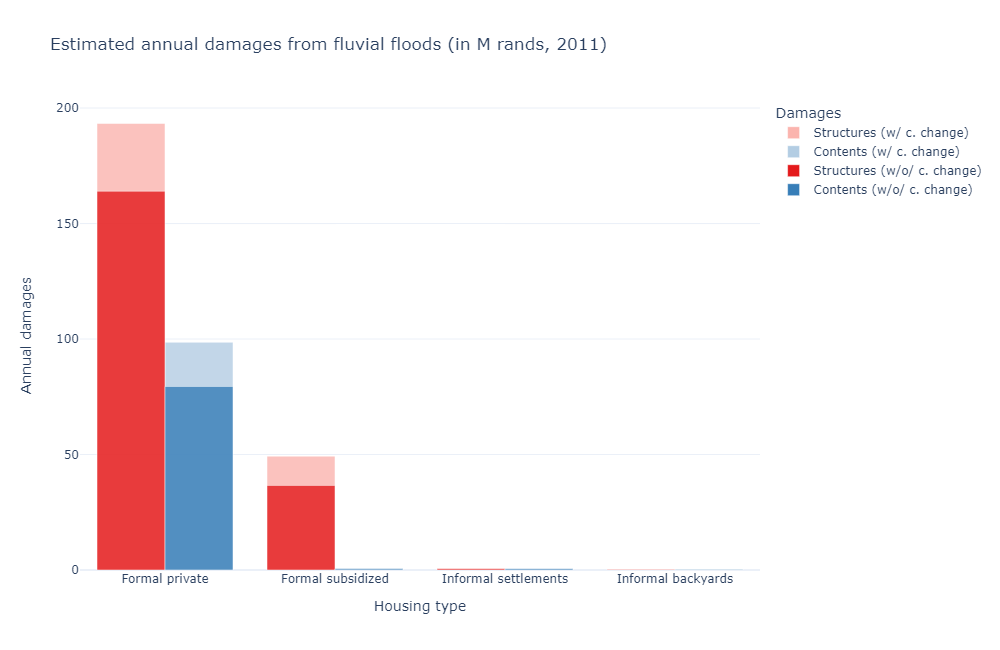 Estimated annual damages from fluvial floods (in M rands, 2011)
Damages
Structures (w/ c. change)
Contents (w/ c. change)
Structures (w/o/ c. change)
Contents (w/o/ c. change)
Annual damages
200
150
100
50
0
Formal private
Formal subsidized
Informal settlements
Informal backyards
Housing type